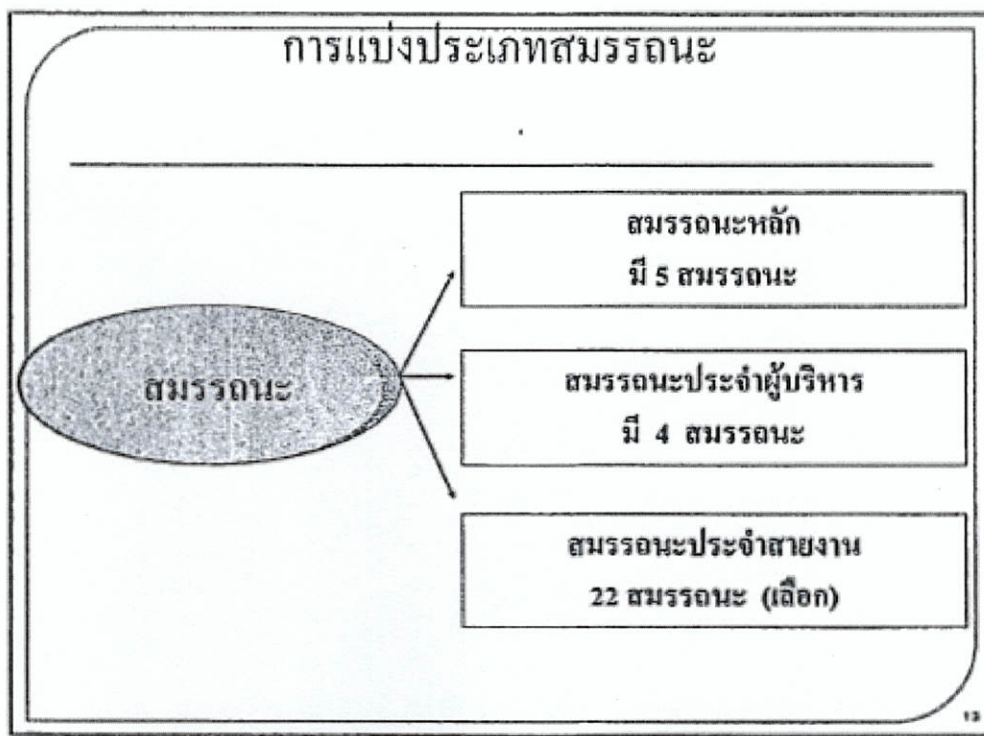 การแบ่งประเภทสมรรถนะ
สมรรถนะ
สมรรถนะหลัก
มี 5 สมรรถนะ
สมรรถนะประจำผู้บริหาร
มี 4 สมรรถนะ
สมรรถนะประจำสายงาน
22 สมรรถนะ (เลือก)
13